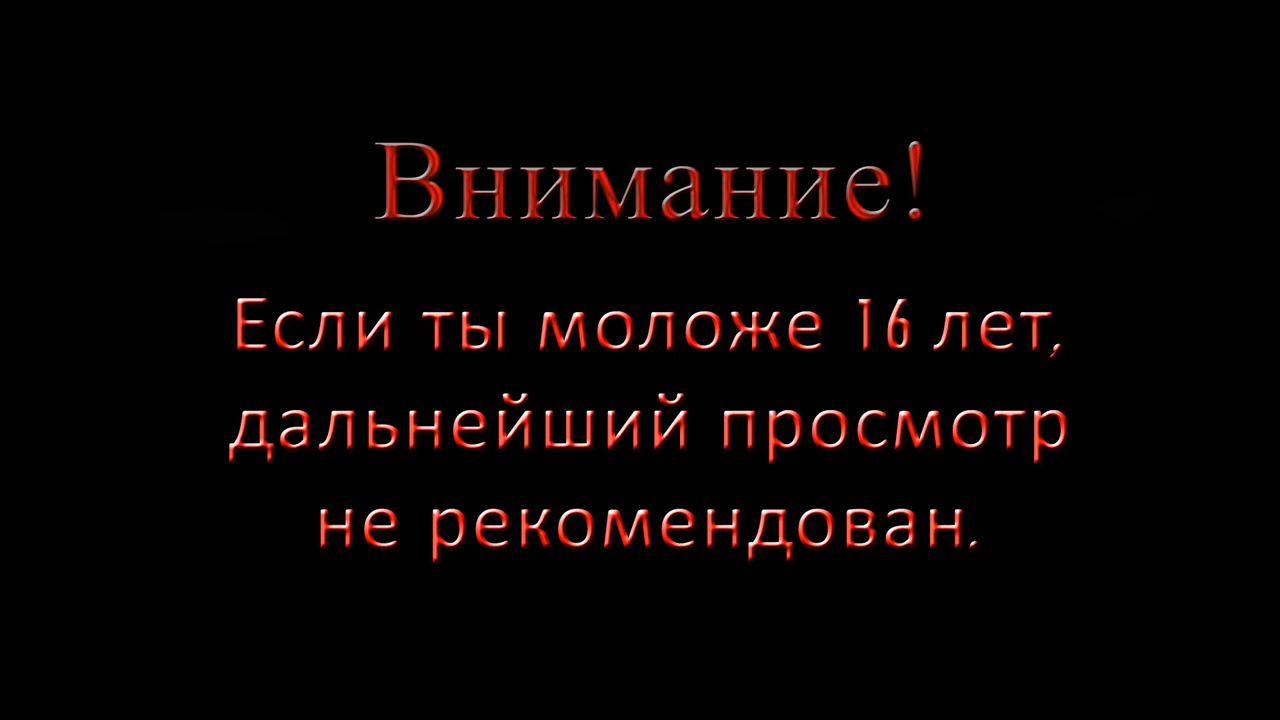 Внимание!
Если ты моложе 16 лет,
дальнейший просмотр
не рекомендован.